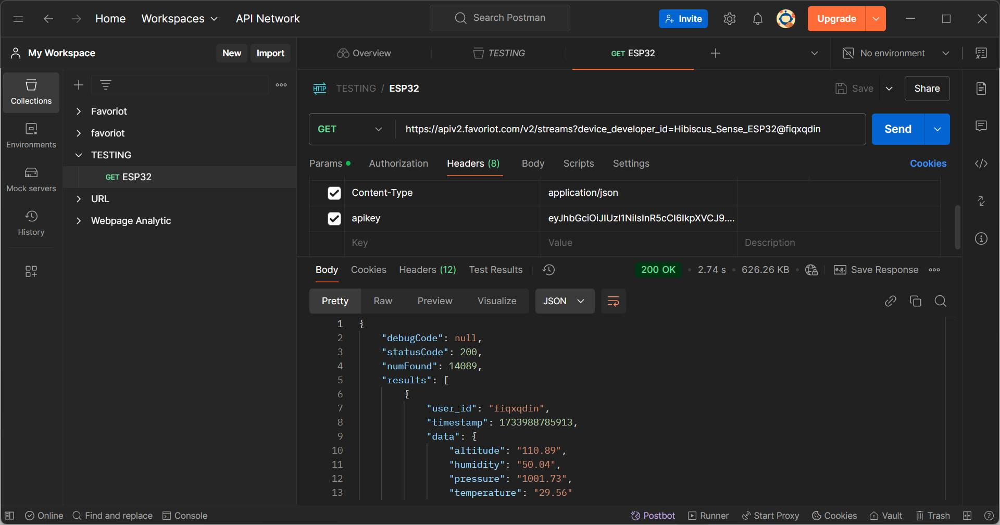 Home Workspaces API Network Search Postman Invite Upgrade
My Workspace New Import Overview TESTING GET ESP32 No environment
Collections
Environments
Mock servers
History
Favoriot
favoriot
TESTING
GET ESP32
URL
Webpage Analytic
HTTP TESTING / ESP32 Save Share
GET https://apiv2.favoriot.com/v2/streams?device_developer_id=Hibiscus_Sense_ESP32@fiqxqdin Send
Params Authorization Headers (8) Body Scripts Settings Cookies
Content-Type application/json
apikey eyJhbGciOiJIUzI1NiIsInR5cCI6IkpXVCJ9....
Key Value Description
Body Cookies Headers (12) Test Results 200 OK • 2.74 s • 626.26 KB • e.g. Save Response
Pretty Raw Preview Visualize JSON
1 {
2 "debugCode": null,
3 "statusCode": 200,
4 "numFound": 14089,
5 "results": [
6 {
7 "user_id": "fiqxqdin",
8 "timestamp": 1733988785913,
9 "data": {
10 "altitude": "110.89",
11 "humidity": "50.04",
12 "pressure": "1001.73",
13 "temperature": "29.56"
Online Find and replace Console Postbot Runner Start Proxy Cookies Vault Trash